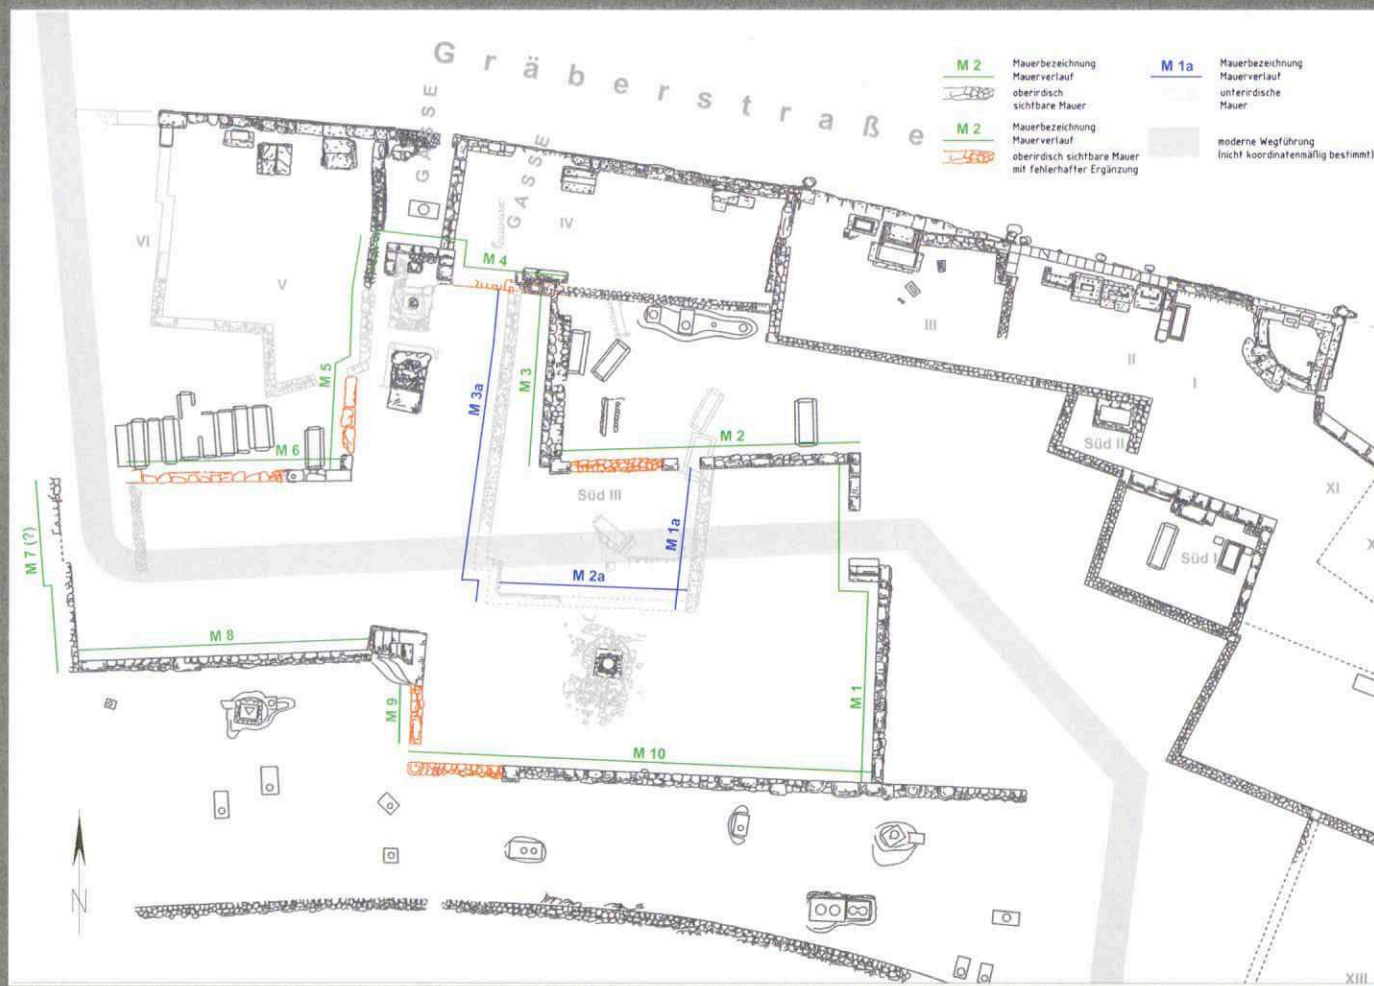 Gräberstraße
GASSE
GASSE
M 2
Mauerbezeichnung
Mauerverlauf
oberirdisch
sichtbare Mauer
M 2
Mauerbezeichnung
Mauerverlauf
oberirdisch sichtbare Mauer
mit fehlerhafter Ergänzung
M 1a
Mauerbezeichnung
Mauerverlauf
unterirdische
Mauer
moderne Wegführung
(nicht koordinatenmäßig bestimmt)
VI
V
IV
III
II
I
M 4
M 5
M 3a
M 3
M 2
M 6
Süd II
XI
Süd III
M 7 (?)
M 1a
Süd I
M 2a
M 8
M 9
M 1
M 10
N
XIII